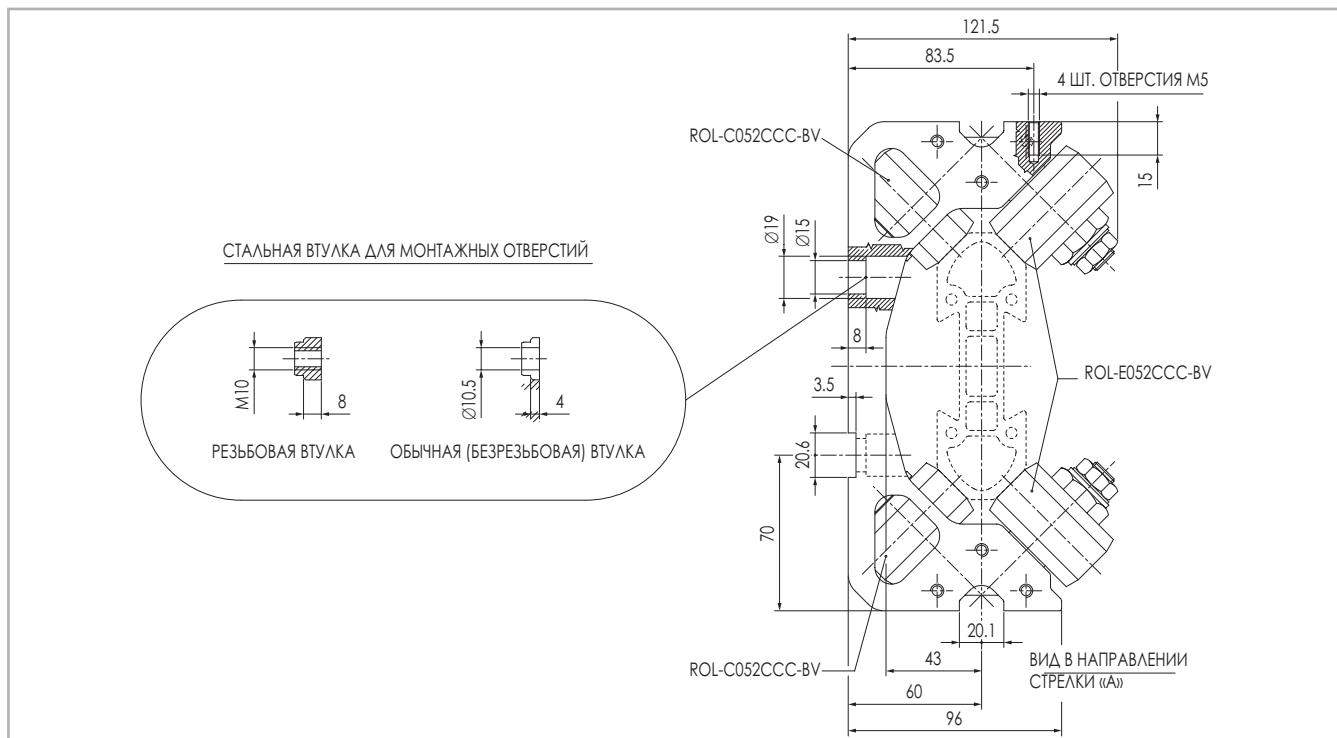 121.5
83.5
4 ШТ. ОТВЕРСТИЯ M5
ROL-C052CCC-BV
15
Ø19
Ø15
СТАЛЬНАЯ ВТУЛКА ДЛЯ МОНТАЖНЫХ ОТВЕРСТИЙ
8
M10
8
Ø10.5
4
РЕЗЬБОВАЯ ВТУЛКА
ОБЫЧНАЯ (БЕЗРЕЗЬБОВАЯ) ВТУЛКА
ROL-E052CCC-BV
3.5
20.6
70
20.1
ROL-C052CCC-BV
43
ВИД В НАПРАВЛЕНИИ
СТРЕЛКИ «А»
60
96